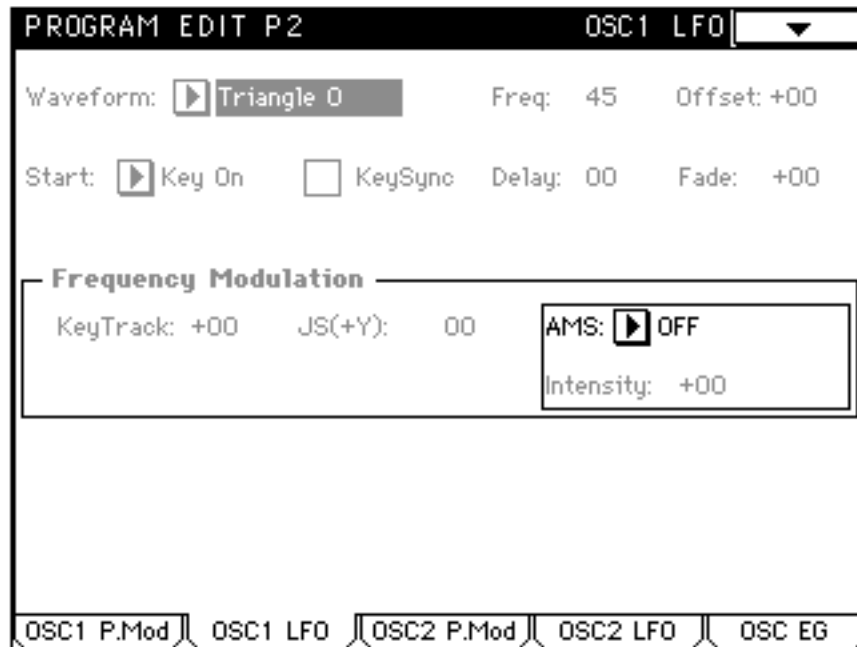 PROGRAM EDIT P2 OSC1 LFO
Waveform: Triangle 0 Freq: 45 Offset: +00
Start: Key On KeySync Delay: 00 Fade: +00
Frequency Modulation
KeyTrack: +00 JS(+Y): 00 AMS: OFF
Intensity: +00
OSC1 P.Mod OSC1 LFO OSC2 P.Mod OSC2 LFO OSC EG